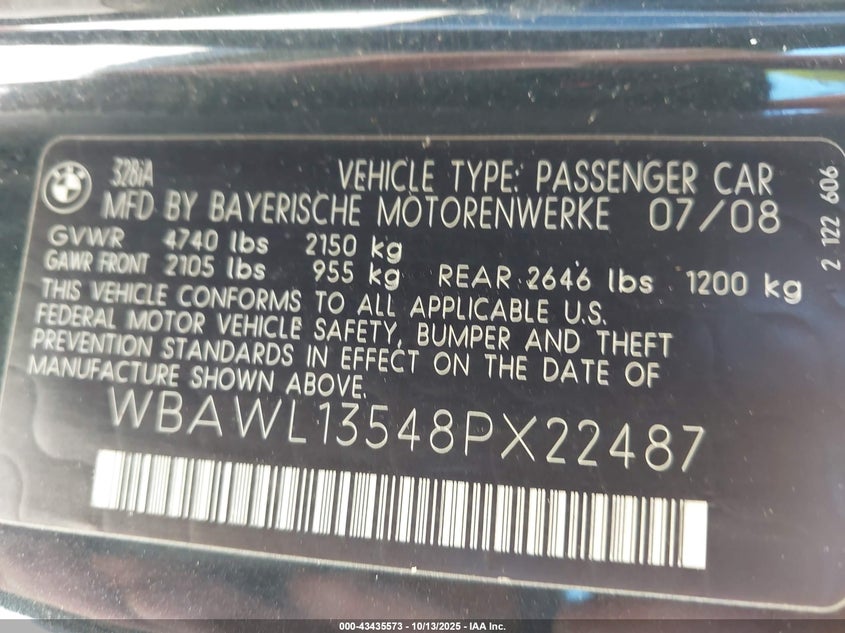 328iA VEHICLE TYPE: PASSENGER CAR
MFD BY BAYERISCHE MOTORENWERKE 07/08
GVWR 4740 lbs 2150 kg
GAWR FRONT 2105 lbs 955 kg REAR 2646 lbs 1200 kg
THIS VEHICLE CONFORMS TO ALL APPLICABLE U.S.
FEDERAL MOTOR VEHICLE SAFETY, BUMPER AND THEFT
PREVENTION STANDARDS IN EFFECT ON THE DATE OF
MANUFACTURE SHOWN ABOVE.
WBAWL13548PX22487
2 122 606
000-43435573 - 10/13/2025 - IAA Inc.